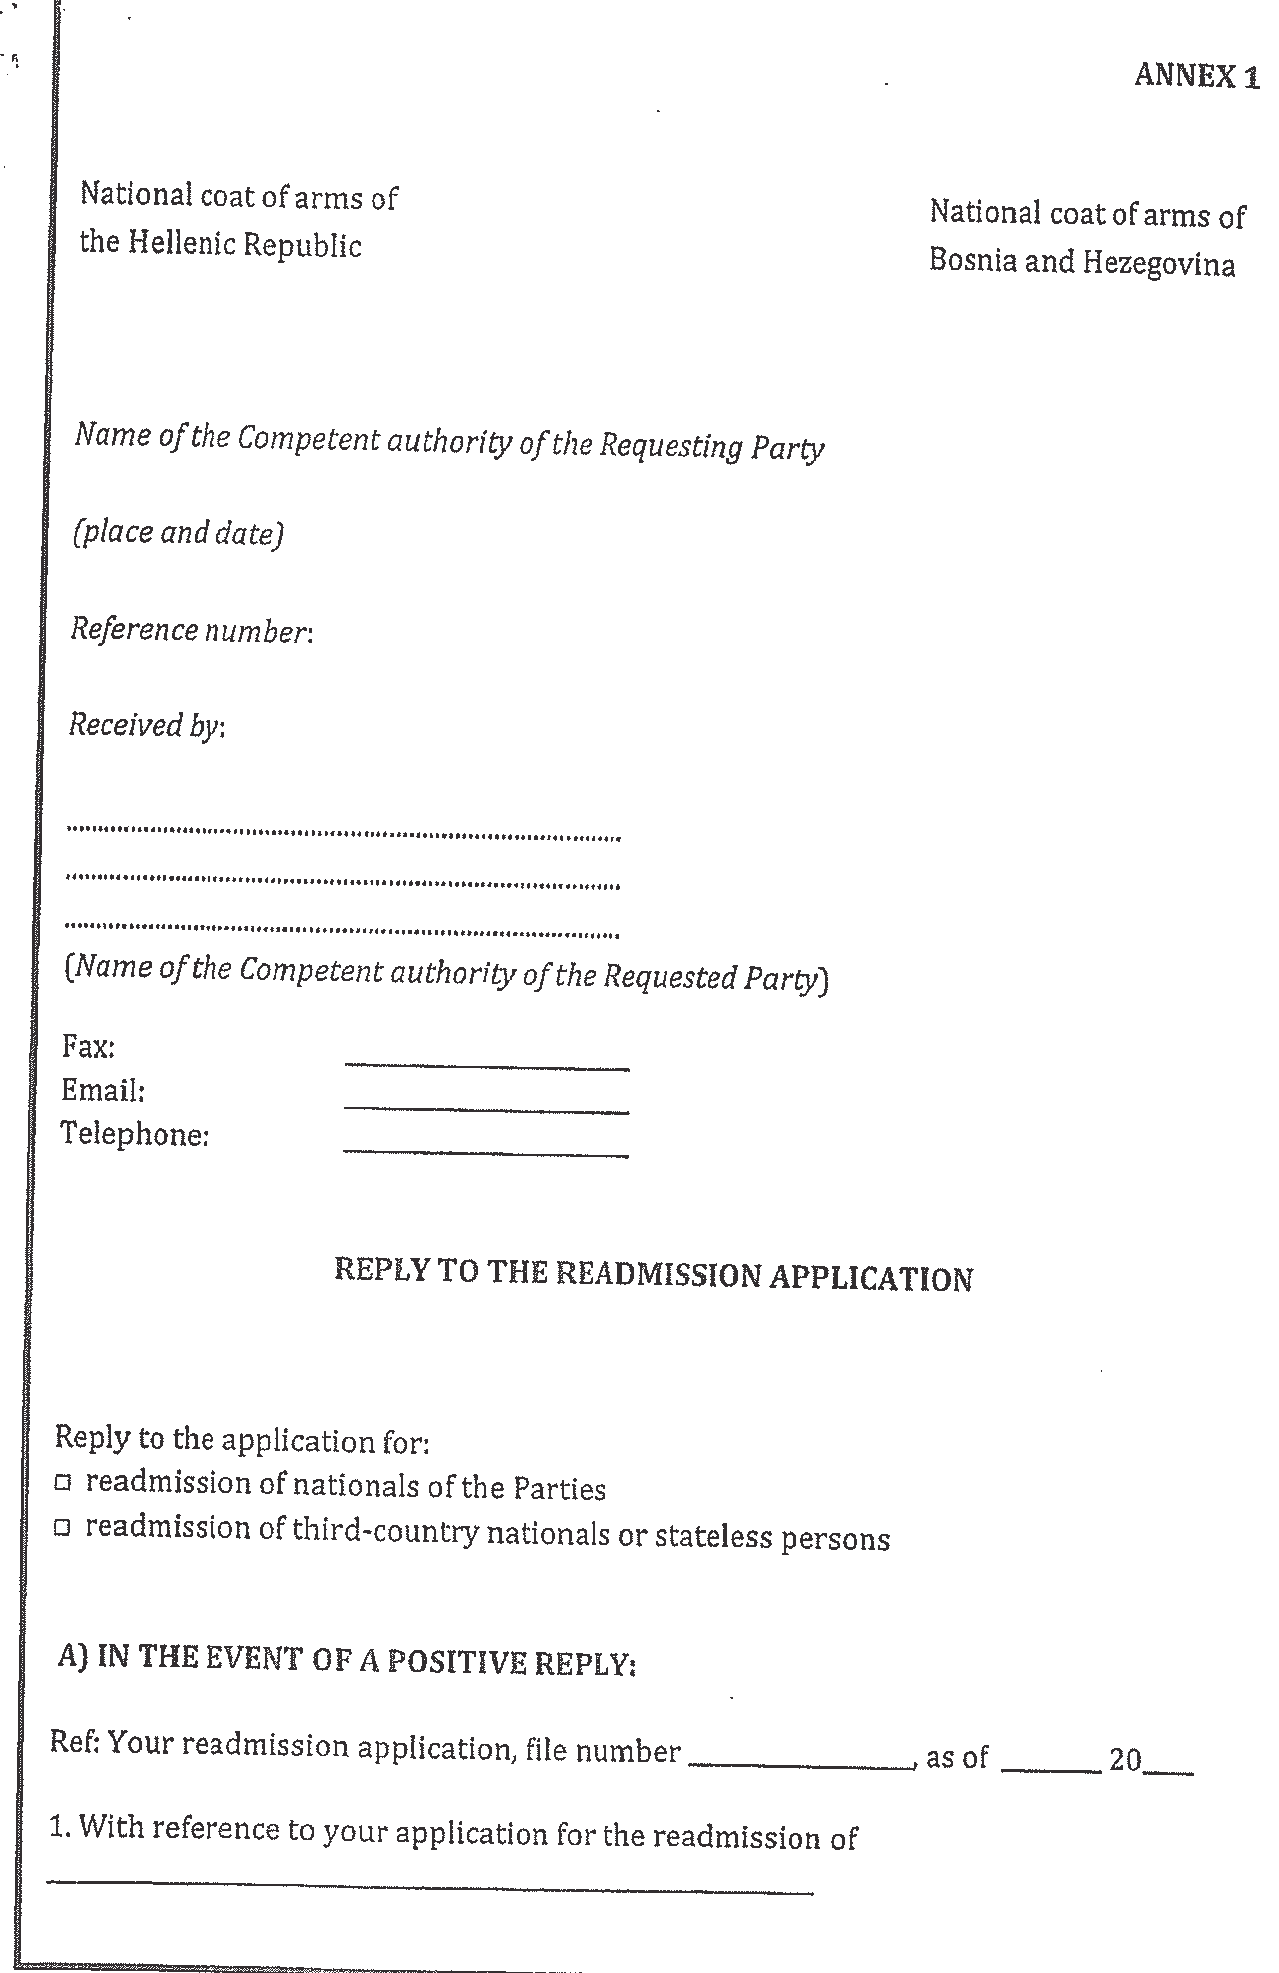 ANNEX 1
National coat of arms of
the Hellenic Republic
National coat of arms of
Bosnia and Hezegovina
Name of the Competent authority of the Requesting Party
(place and date)
Reference number:
Received by:
(Name of the Competent authority of the Requested Party)
Fax:
Email:
Telephone:
REPLY TO THE READMISSION APPLICATION
Reply to the application for:
□ readmission of nationals of the Parties
□ readmission of third-country nationals or stateless persons
A) IN THE EVENT OF A POSITIVE REPLY:
Ref: Your readmission application, file number ______________, as of ______ 20___
1. With reference to your application for the readmission of